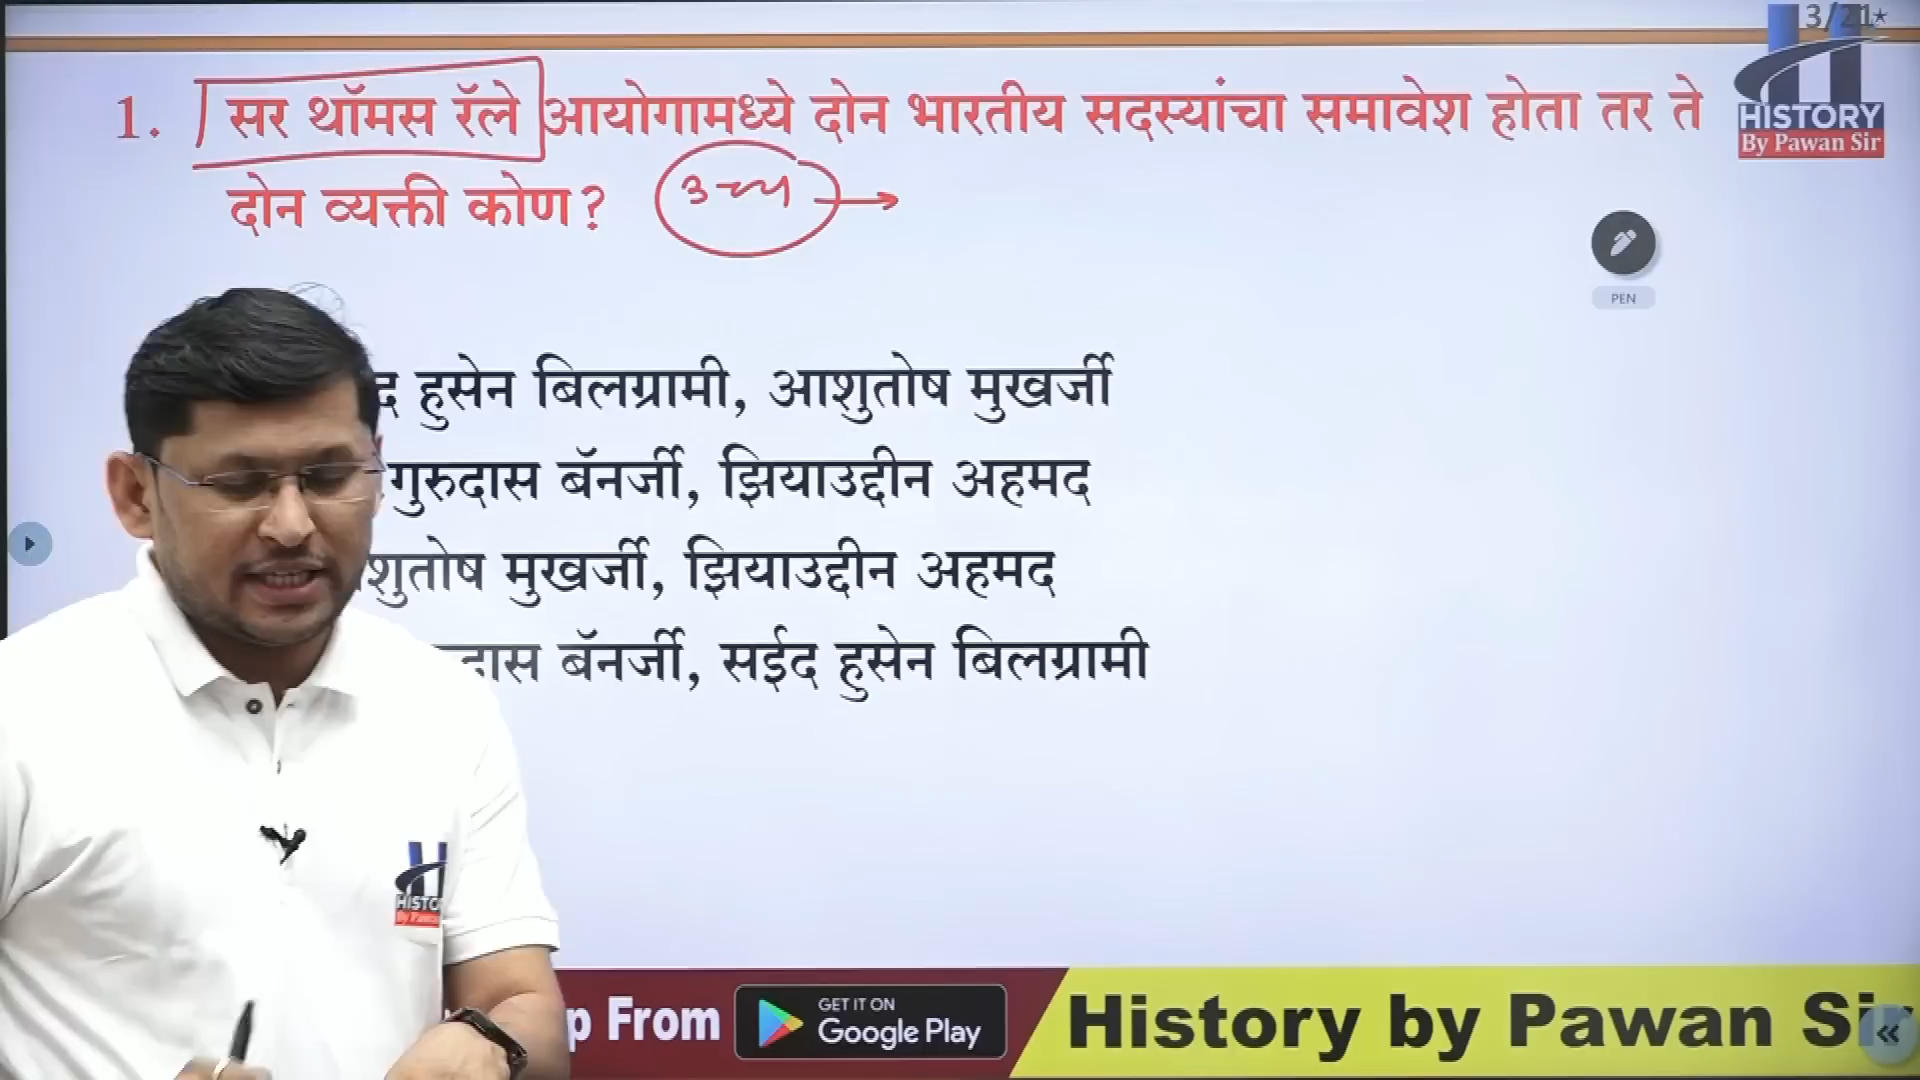 3/21*
1. सर थॉमस रॅले आयोगामध्ये दोन भारतीय सदस्यांचा समावेश होता तर ते
दोन व्यक्ती कोण?
HISTORY
By Pawan Sir
PEN
हुसेन बिलग्रामी, आशुतोष मुखर्जी
गुरुदास बॅनर्जी, झियाउद्दीन अहमद
मुखर्जी, झियाउद्दीन अहमद
बॅनर्जी, सईद हुसेन बिलग्रामी
From
GET IT ON
Google Play
History by Pawan Sir